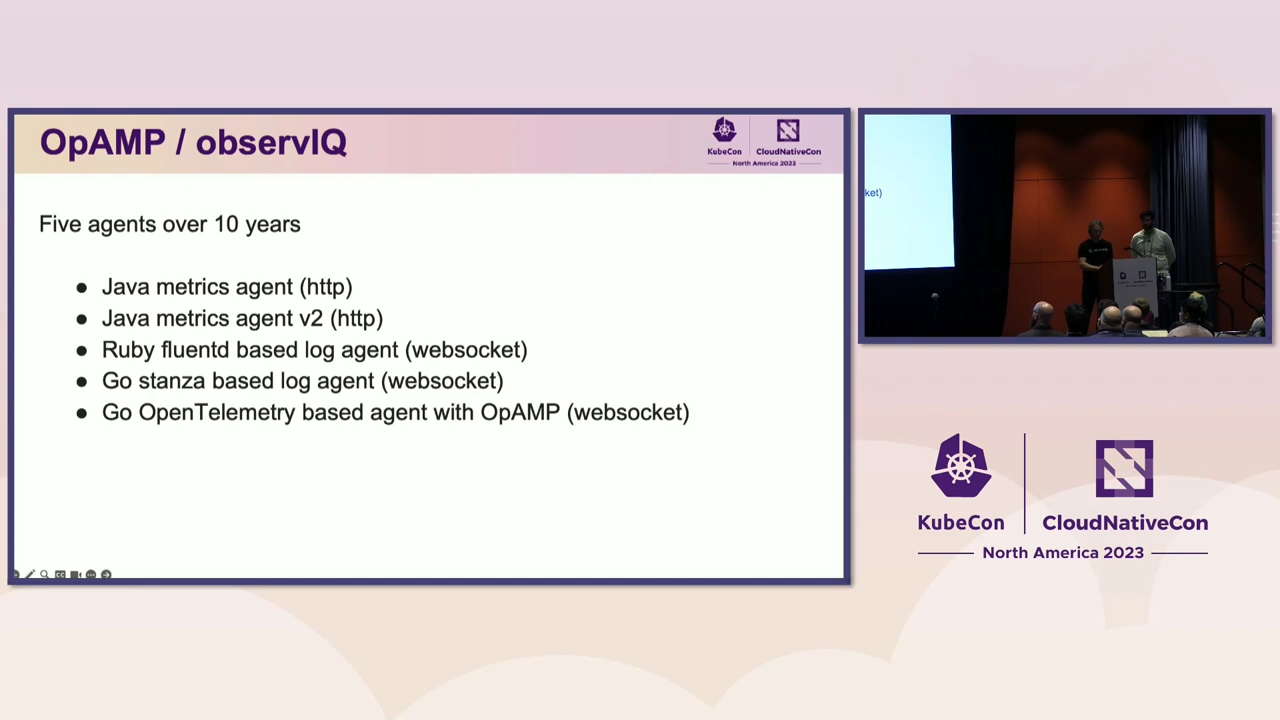 OpAMP / observIQ
KubeCon
CloudNativeCon
North America 2023
Five agents over 10 years
● Java metrics agent (http)
● Java metrics agent v2 (http)
● Ruby fluentd based log agent (websocket)
● Go stanza based log agent (websocket)
● Go OpenTelemetry based agent with OpAMP (websocket)
ket)
KubeCon
CloudNativeCon
North America 2023